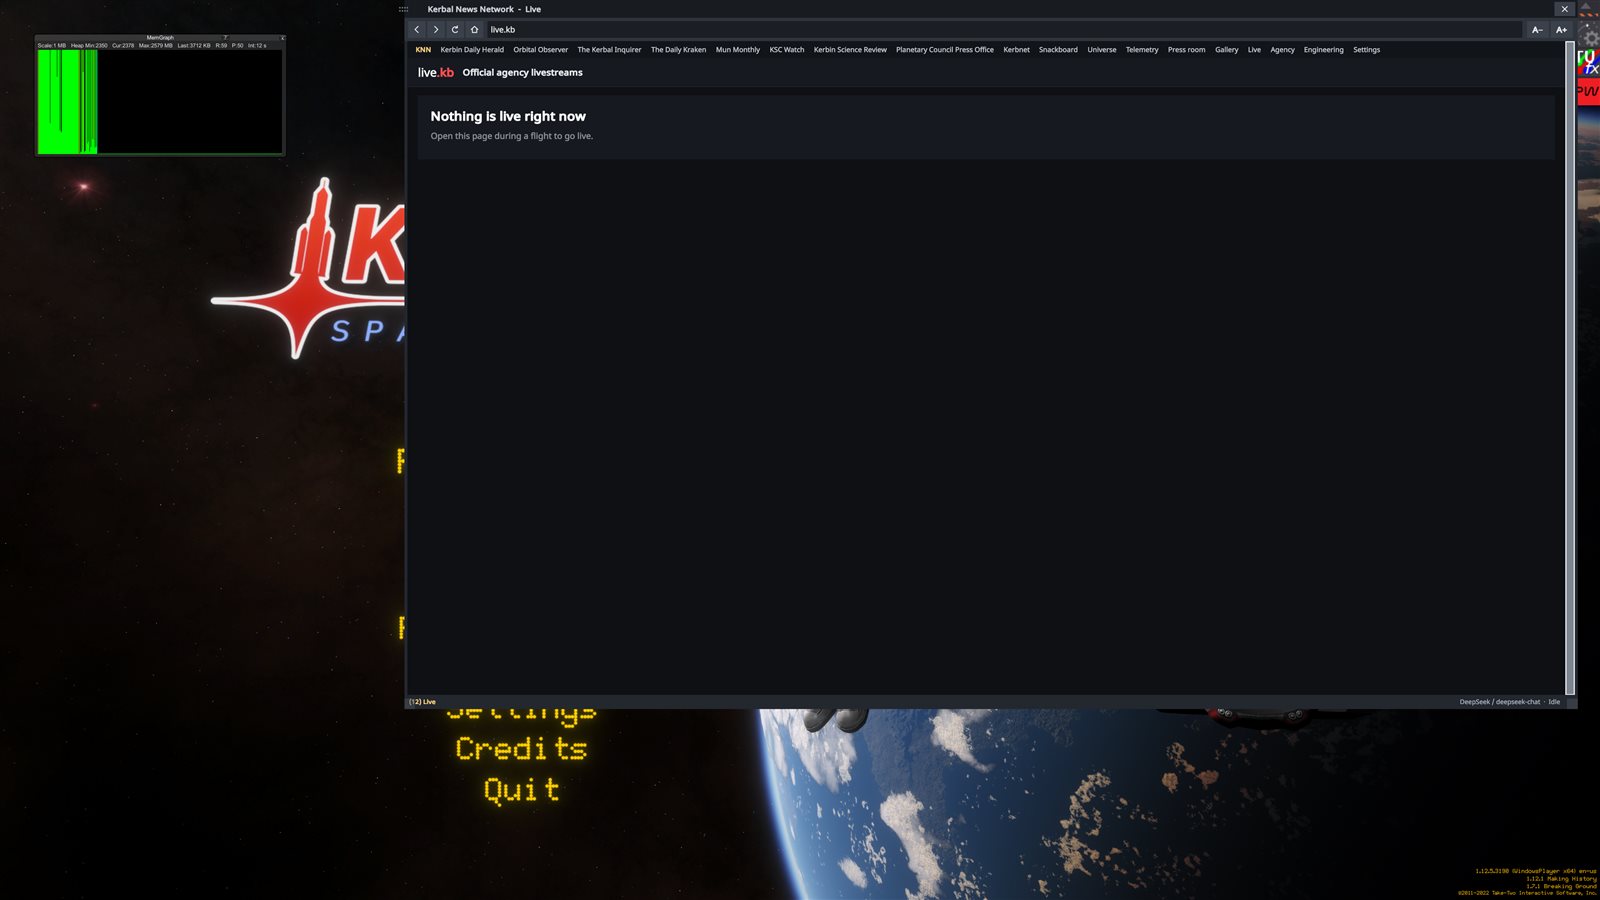 Kerbal News Network - Live
live.kb
A-
A+
KNN Kerbin Daily Herald Orbital Observer The Kerbal Inquirer The Daily Kraken Mun Monthly KSC Watch Kerbin Science Review Planetary Council Press Office Kerbnet Snackboard Universe Telemetry Press room Gallery Live Agency Engineering Settings
live.kb Official agency livestreams
Nothing is live right now
Open this page during a flight to go live.
(12) Live
DeepSeek / deepseek-chat · Idle
MemGraph
Scale:1 MB Heap Min:2350 Cur:2378 Max:2579 MB Last:3712 KB R:59 P:50 Int:12 s
K
SPA
Settings
Credits
Quit
1.12.5.3190 (WindowsPlayer x64) en-us
1.12.1 Making History
1.7.1 Breaking Ground
©2011-2022 Take-Two Interactive Software, Inc.